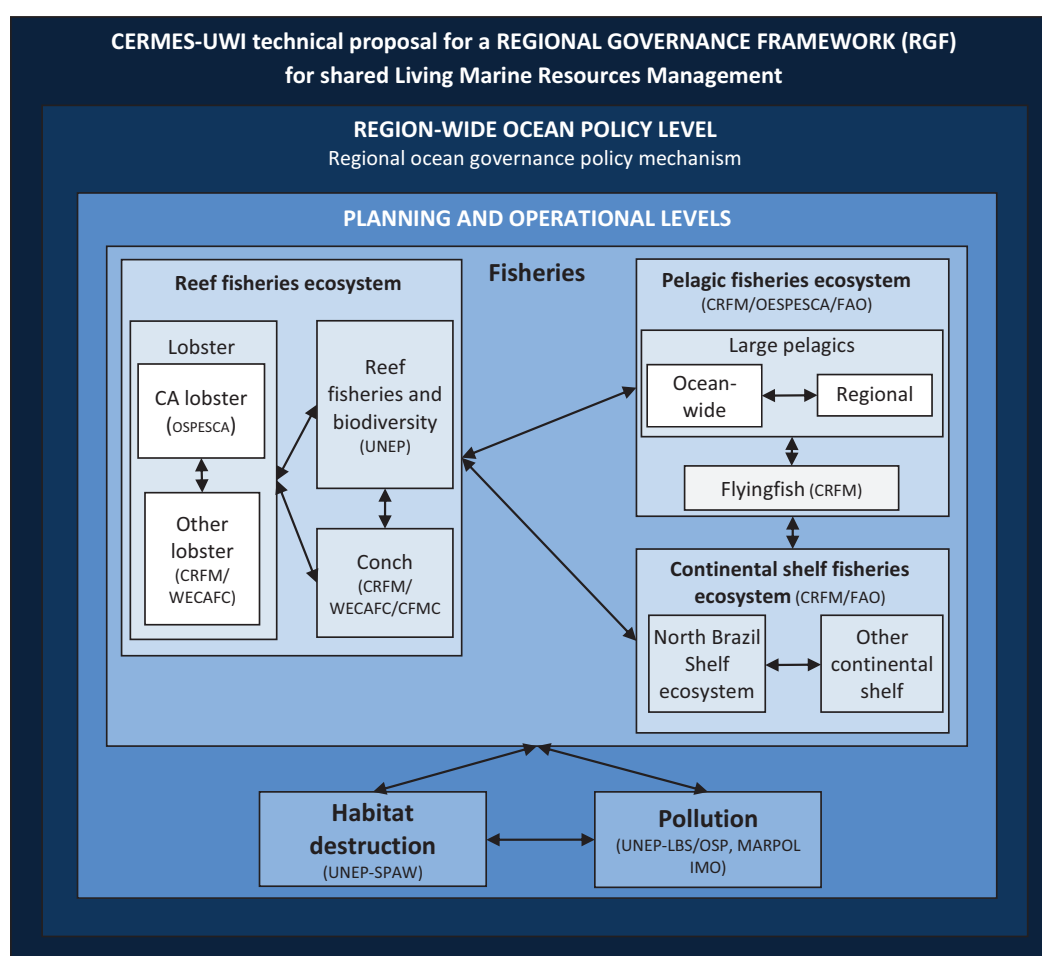 CERMES-UWI technical proposal for a REGIONAL GOVERNANCE FRAMEWORK (RGF)
for shared Living Marine Resources Management
REGION-WIDE OCEAN POLICY LEVEL
Regional ocean governance policy mechanism
PLANNING AND OPERATIONAL LEVELS
Fisheries
Reef fisheries ecosystem
Lobster
CA lobster
(OSPESCA)
Other
lobster
(CRFM/
WECAFC)
Reef
fisheries and
biodiversity
(UNEP)
Conch
(CRFM/
WECAFC/CFMC
Pelagic fisheries ecosystem
(CRFM/OESPESCA/FAO)
Large pelagics
Ocean-
wide
Regional
Flyingfish (CRFM)
Continental shelf fisheries
ecosystem (CRFM/FAO)
North Brazil
Shelf
ecosystem
Other
continental
shelf
Habitat
destruction
(UNEP-SPAW)
Pollution
(UNEP-LBS/OSP, MARPOL
IMO)